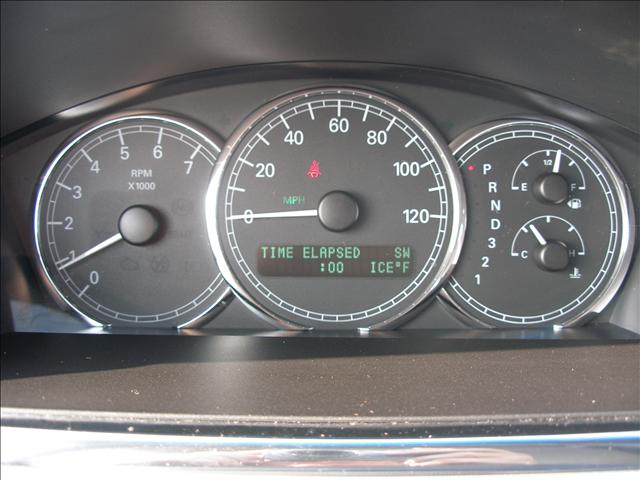 0 1 2 3 4 5 6 7
RPM
X1000
0 20 40 60 80 100 120
MPH
TIME ELAPSED SW
:00 ICE°F
P
R
N
D
3
2
1
E 1/2 F
C H